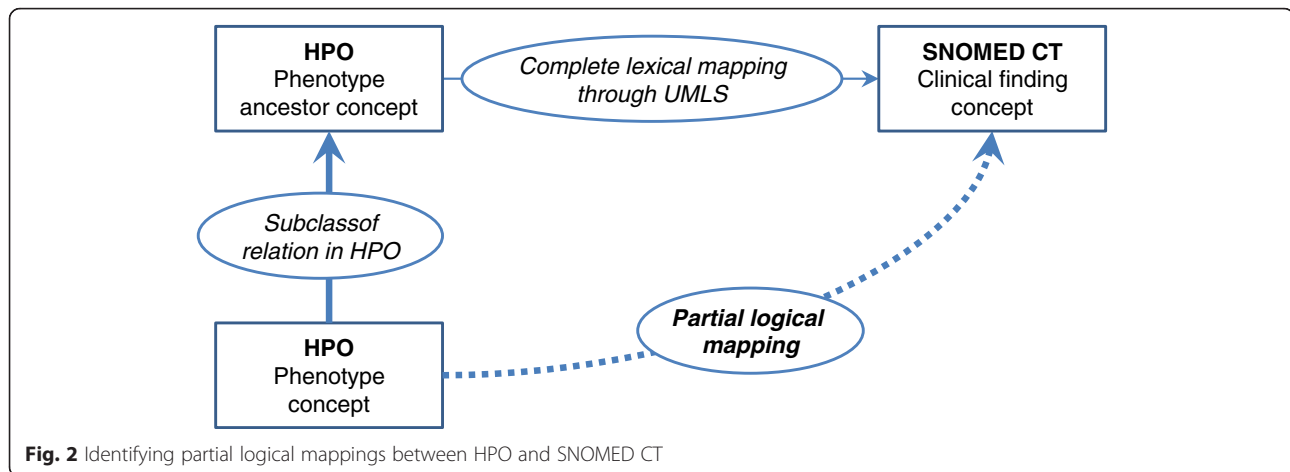 HPO
Phenotype
ancestor concept
Complete lexical mapping
through UMLS
SNOMED CT
Clinical finding
concept
Subclassof
relation in HPO
HPO
Phenotype
concept
Partial logical
mapping
Fig. 2 Identifying partial logical mappings between HPO and SNOMED CT